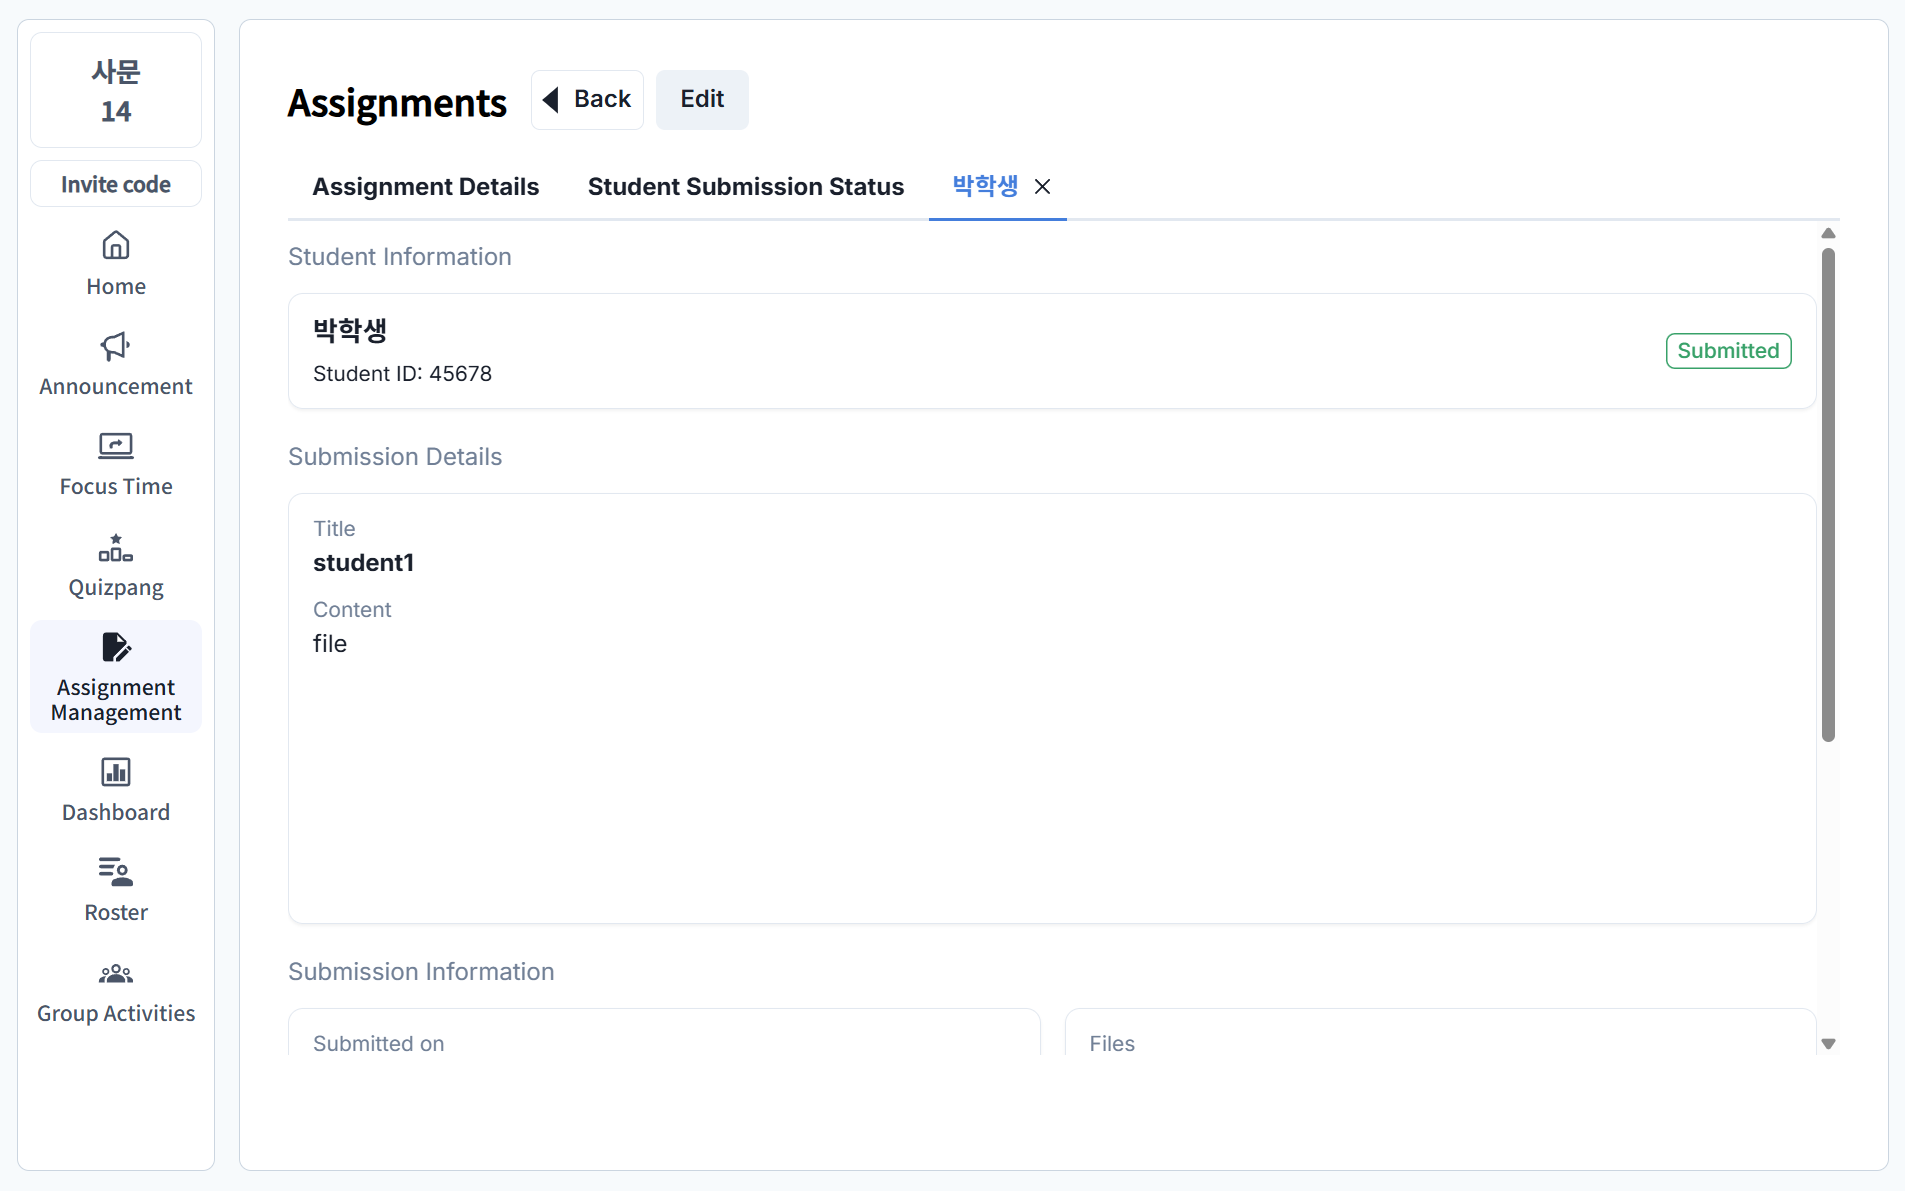 사문
14
Invite code
Home
Announcement
Focus Time
Quizpang
Assignment
Management
Dashboard
Roster
Group Activities
Assignments
Back
Edit
Assignment Details
Student Submission Status
박학생
Student Information
박학생
Student ID: 45678
Submitted
Submission Details
Title
student1
Content
file
Submission Information
Submitted on
Files